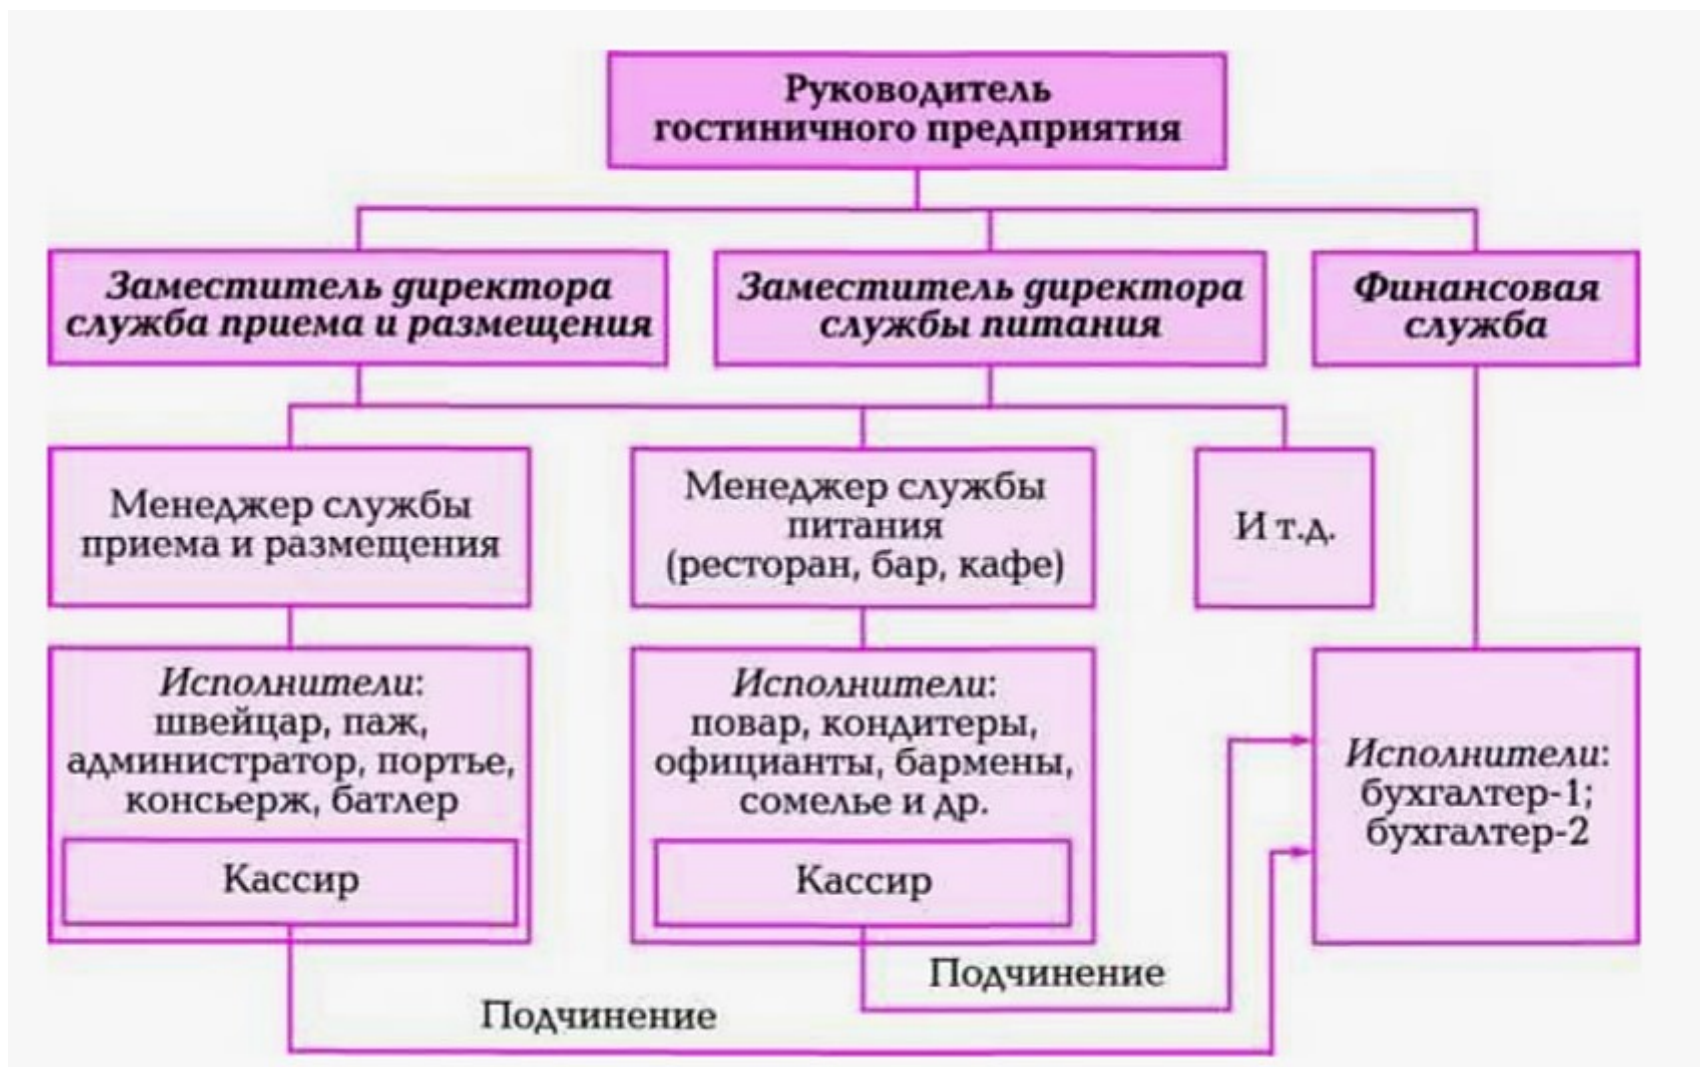 Руководитель
гостиничного предприятия
Заместитель директора
служба приема и размещения
Заместитель директора
службы питания
Финансовая
служба
Менеджер службы
приема и размещения
Менеджер службы
питания
(ресторан, бар, кафе)
И т.д.
Исполнители:
швейцар, паж,
администратор, портье,
консьерж, батлер
Кассир
Исполнители:
повар, кондитеры,
официанты, бармены,
сомелье и др.
Кассир
Исполнители:
бухгалтер-1;
бухгалтер-2
Подчинение
Подчинение